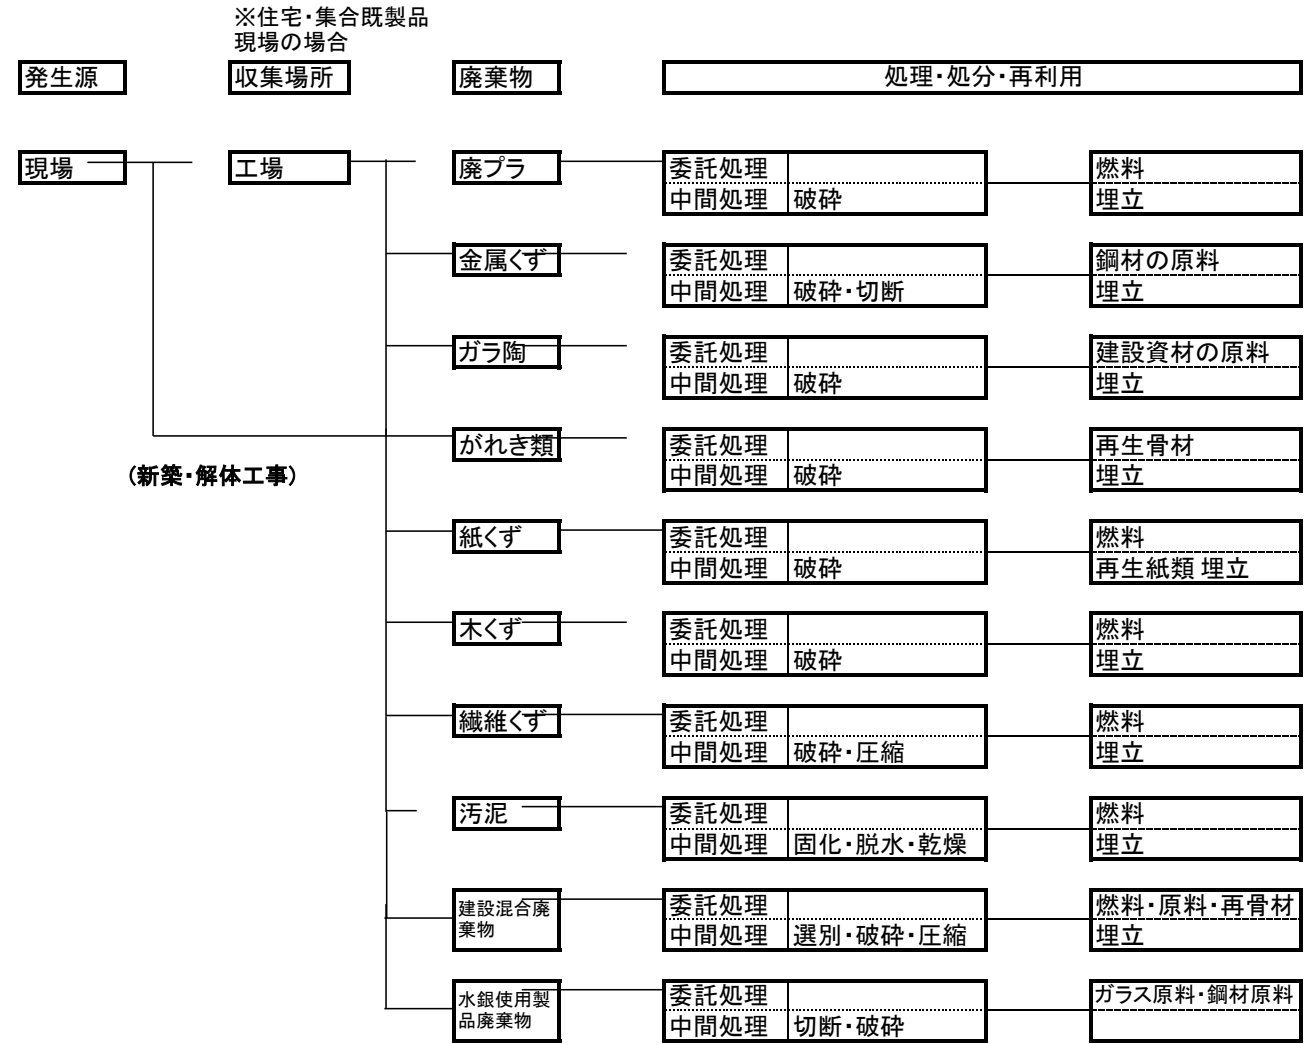 ※住宅・集合既製品
現場の場合
発生源 収集場所 廃棄物 処理・処分・再利用
現場 工場 廃プラ 委託処理 燃料
中間処理 破砕 埋立
金属くず 委託処理 鋼材の原料
中間処理 破砕・切断 埋立
ガラ陶 委託処理 建設資材の原料
中間処理 破砕 埋立
がれき類 委託処理 再生骨材
(新築・解体工事) 中間処理 破砕 埋立
紙くず 委託処理 燃料
中間処理 破砕 再生紙類 埋立
木くず 委託処理 燃料
中間処理 破砕 埋立
繊維くず 委託処理 燃料
中間処理 破砕・圧縮 埋立
汚泥 委託処理 燃料
中間処理 固化・脱水・乾燥 埋立
建設混合廃 委託処理 燃料・原料・再骨材
棄物 中間処理 選別・破砕・圧縮 埋立
水銀使用製 委託処理 ガラス原料・鋼材原料
品廃棄物 中間処理 切断・破砕